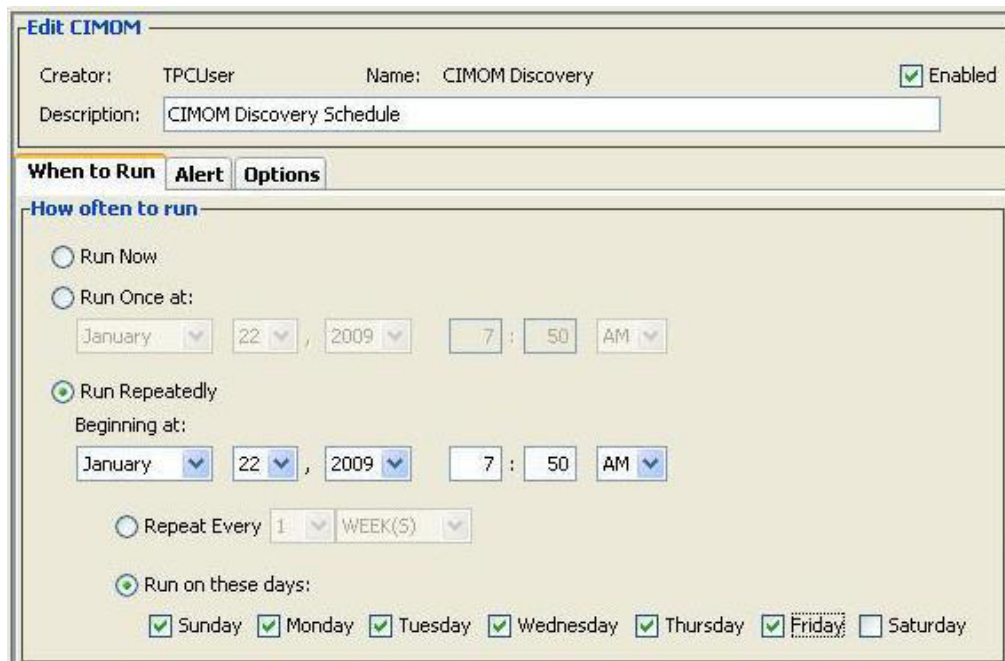 Edit CIMOM
Creator: TPCUser Name: CIMOM Discovery Enabled
Description: CIMOM Discovery Schedule
When to Run Alert Options
How often to run
Run Now
Run Once at:
January 22 , 2009 7 : 50 AM
Run Repeatedly
Beginning at:
January 22 , 2009 7 : 50 AM
Repeat Every 1 WEEK(S)
Run on these days:
Sunday Monday Tuesday Wednesday Thursday Friday Saturday